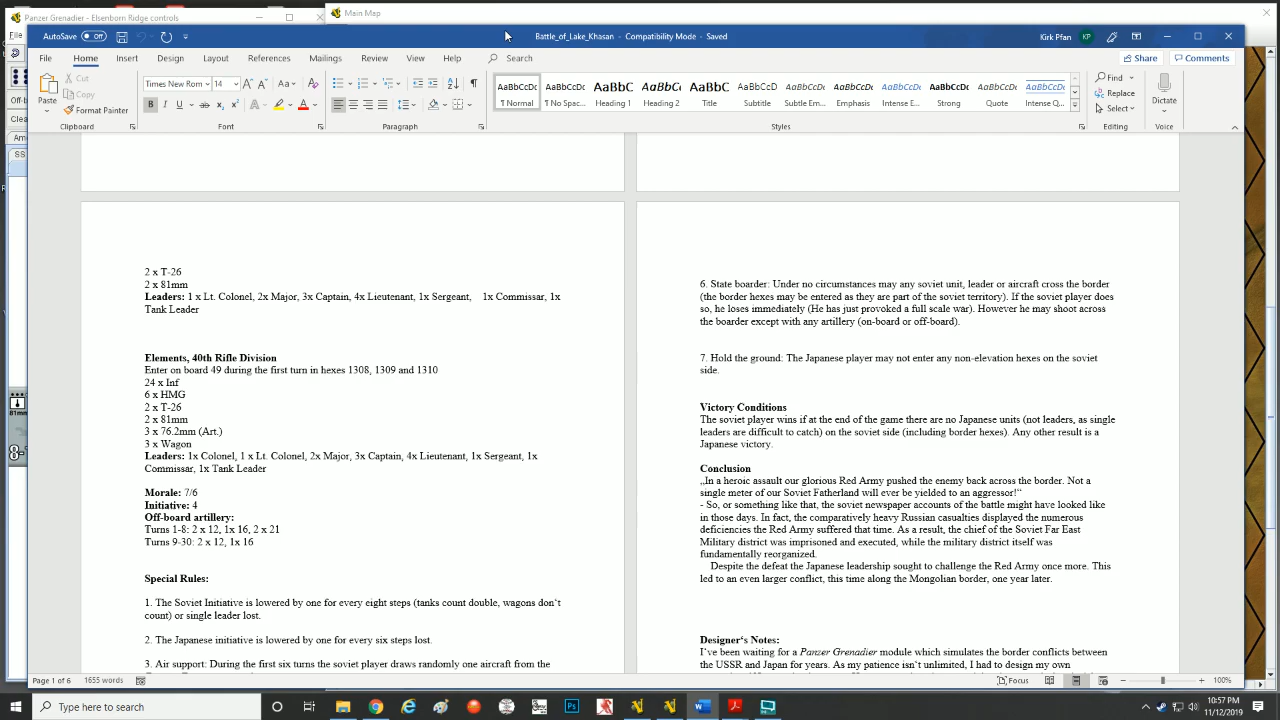 Panzer Grenadier - Elsenborn Ridge controls
Main Map
AutoSave Off
Battle_of_Lake_Khasan - Compatibility Mode - Saved
Kirk Pfan KP
File Home Insert Design Layout References Mailings Review View Help Search
Share Comments
Paste
Cut
Copy
Format Painter
Times New Rom 14
AaBbCcDc AaBbCcDc AaBbC AaBbCc AaBbC AaBbCcDc AaBbCcDc AaBbCcDc AaBbCcDc AaBbCcDc AaBbCcDc AaBbCcDc
¶ Normal ¶ No Spac... Heading 1 Heading 2 Title Subtitle Subtle Em... Emphasis Intense E... Strong Quote Intense Q...
Find
Replace
Select
Dictate
Clipboard Font Paragraph Styles Editing Voice
2 x T-26
2 x 81mm
Leaders: 1 x Lt. Colonel, 2x Major, 3x Captain, 4x Lieutenant, 1x Sergeant, 1x Commissar, 1x
Tank Leader
Elements, 40th Rifle Division
Enter on board 49 during the first turn in hexes 1308, 1309 and 1310
24 x Inf
6 x HMG
2 x T-26
2 x 81mm
3 x 76.2mm (Art.)
3 x Wagon
Leaders: 1x Colonel, 1 x Lt. Colonel, 2x Major, 3x Captain, 4x Lieutenant, 1x Sergeant, 1x
Commissar, 1x Tank Leader
Morale: 7/6
Initiative: 4
Off-board artillery:
Turns 1-8: 2 x 12, 1x 16, 2 x 21
Turns 9-30: 2 x 12, 1x 16
Special Rules:
1. The Soviet Initiative is lowered by one for every eight steps (tanks count double, wagons don‘t
count) or single leader lost.
2. The Japanese initiative is lowered by one for every six steps lost.
3. Air support: During the first six turns the soviet player draws randomly one aircraft from the
6. State boarder: Under no circumstances may any soviet unit, leader or aircraft cross the border
(the border hexes may be entered as they are part of the soviet territory). If the soviet player does
so, he loses immediately (He has just provoked a full scale war). However he may shoot across
the boarder except with any artillery (on-board or off-board).
7. Hold the ground: The Japanese player may not enter any non-elevation hexes on the soviet
side.
Victory Conditions
The soviet player wins if at the end of the game there are no Japanese units (not leaders, as single
leaders are difficult to catch) on the soviet side (including border hexes). Any other result is a
Japanese victory.
Conclusion
„In a heroic assault our glorious Red Army pushed the enemy back across the border. Not a
single meter of our Soviet Fatherland will ever be yielded to an aggressor!“
- So, or something like that, the soviet newspaper accounts of the battle might have looked like
in those days. In fact, the comparatively heavy Russian casualties displayed the numerous
deficiencies the Red Army suffered that time. As a result, the chief of the Soviet Far East
Military district was imprisoned and executed, while the military district itself was
fundamentally reorganized.
Despite the defeat the Japanese leadership sought to challenge the Red Army once more. This
led to an even larger conflict, this time along the Mongolian border, one year later.
Designer‘s Notes:
I‘ve been waiting for a Panzer Grenadier module which simulates the border conflicts between
the USSR and Japan for years. As my patience isn‘t unlimited, I had to design my own
Page 1 of 6 1655 words
Focus
100%
Type here to search
10:57 PM
11/12/2019